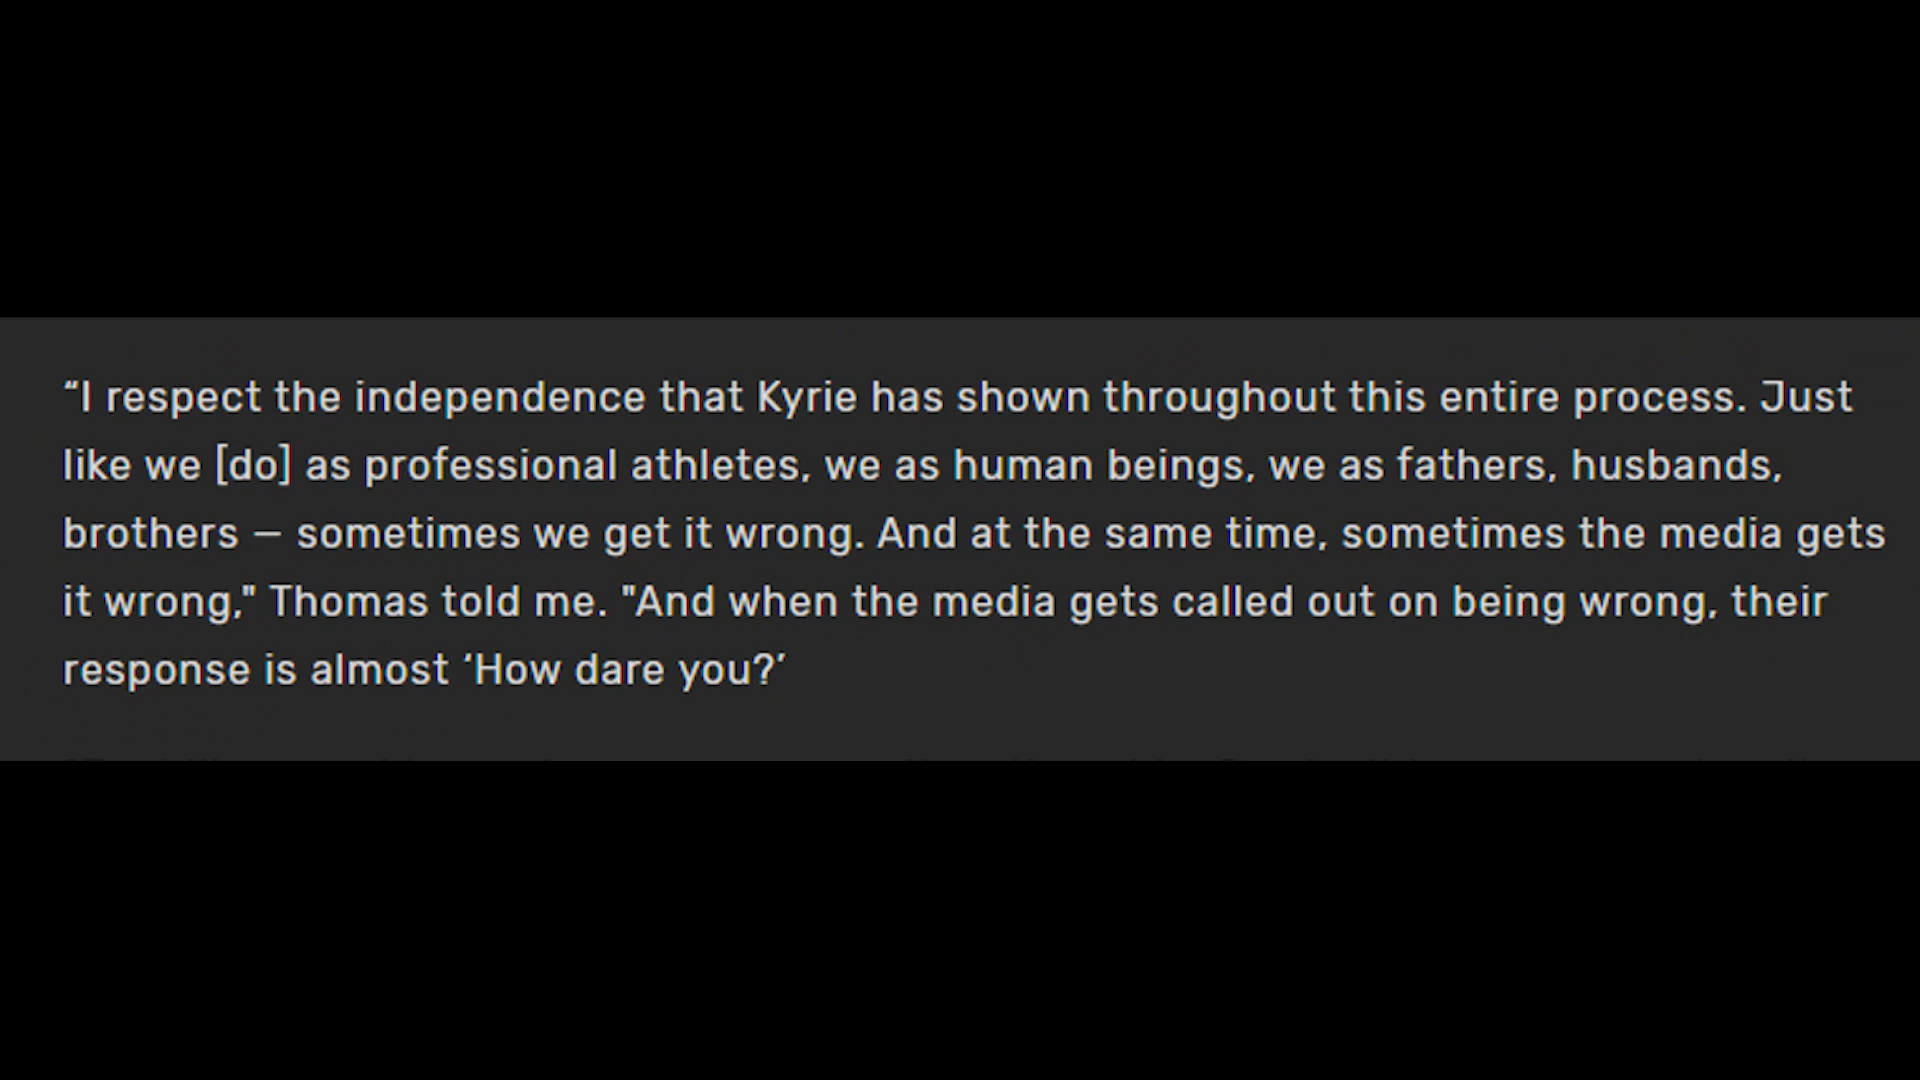 “I respect the independence that Kyrie has shown throughout this entire process. Just
like we [do] as professional athletes, we as human beings, we as fathers, husbands,
brothers — sometimes we get it wrong. And at the same time, sometimes the media gets
it wrong," Thomas told me. "And when the media gets called out on being wrong, their
response is almost ‘How dare you?’